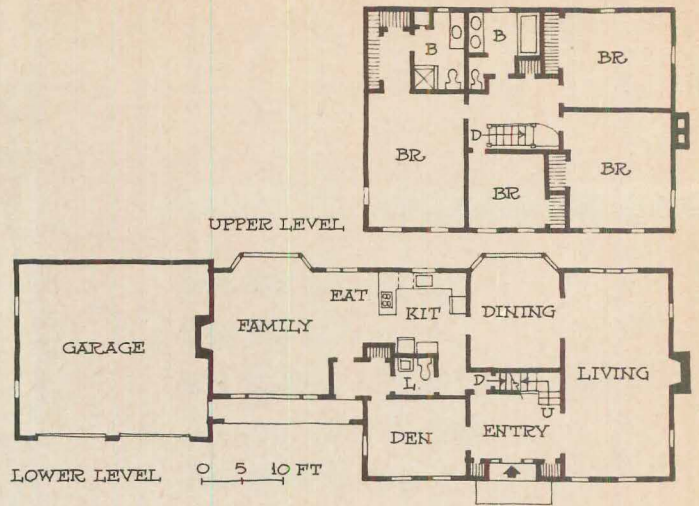 B
B
BR
D
BR
BR
BR
UPPER LEVEL
EAT
KIT
DINING
FAMILY
GARAGE
LIVING
L
D
U
DEN
ENTRY
LOWER LEVEL
0 5 10 FT